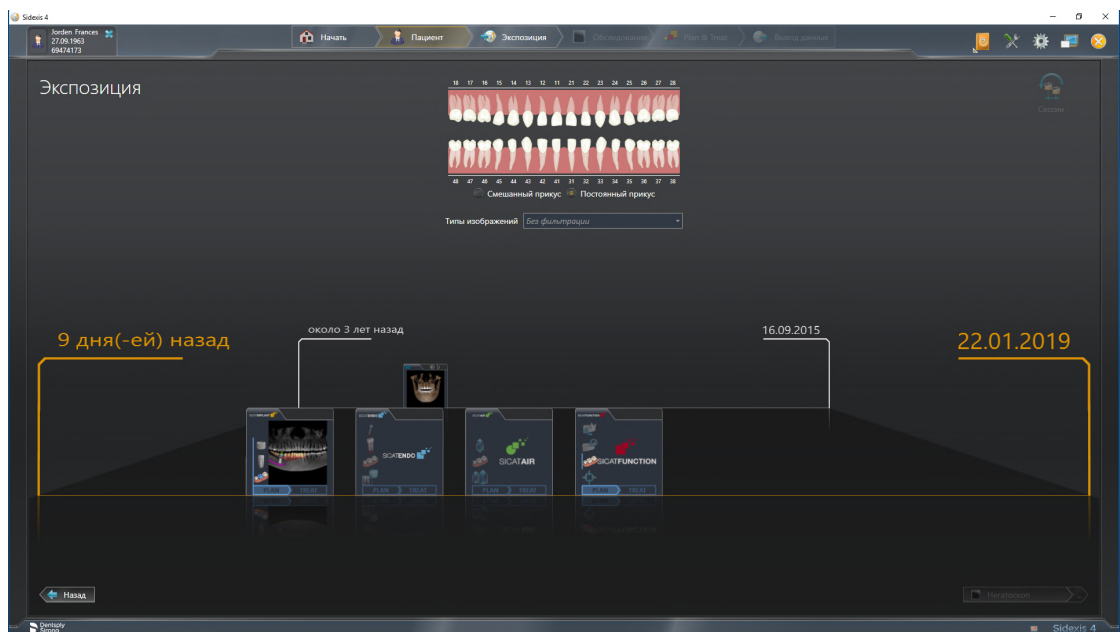 Sidexis 4
Jorden Frances
27.09.1963
69474173
Начать
Пациент
Экспозиция
Обследование
Plan & Treat
Вывод данных
Экспозиция
Сессии
18 17 16 15 14 13 12 11 21 22 23 24 25 26 27 28
48 47 46 45 44 43 42 41 31 32 33 34 35 36 37 38
Смешанный прикус Постоянный прикус
Типы изображений Без фильтрации
9 дня(-ей) назад
около 3 лет назад
16.09.2015
22.01.2019
SICATENDO
SICATAIR
SICATFUNCTION
PLAN TREAT
PLAN TREAT
PLAN TREAT
PLAN TREAT
Назад
Негатоскоп
Dentsply
Sirona
Sidexis 4